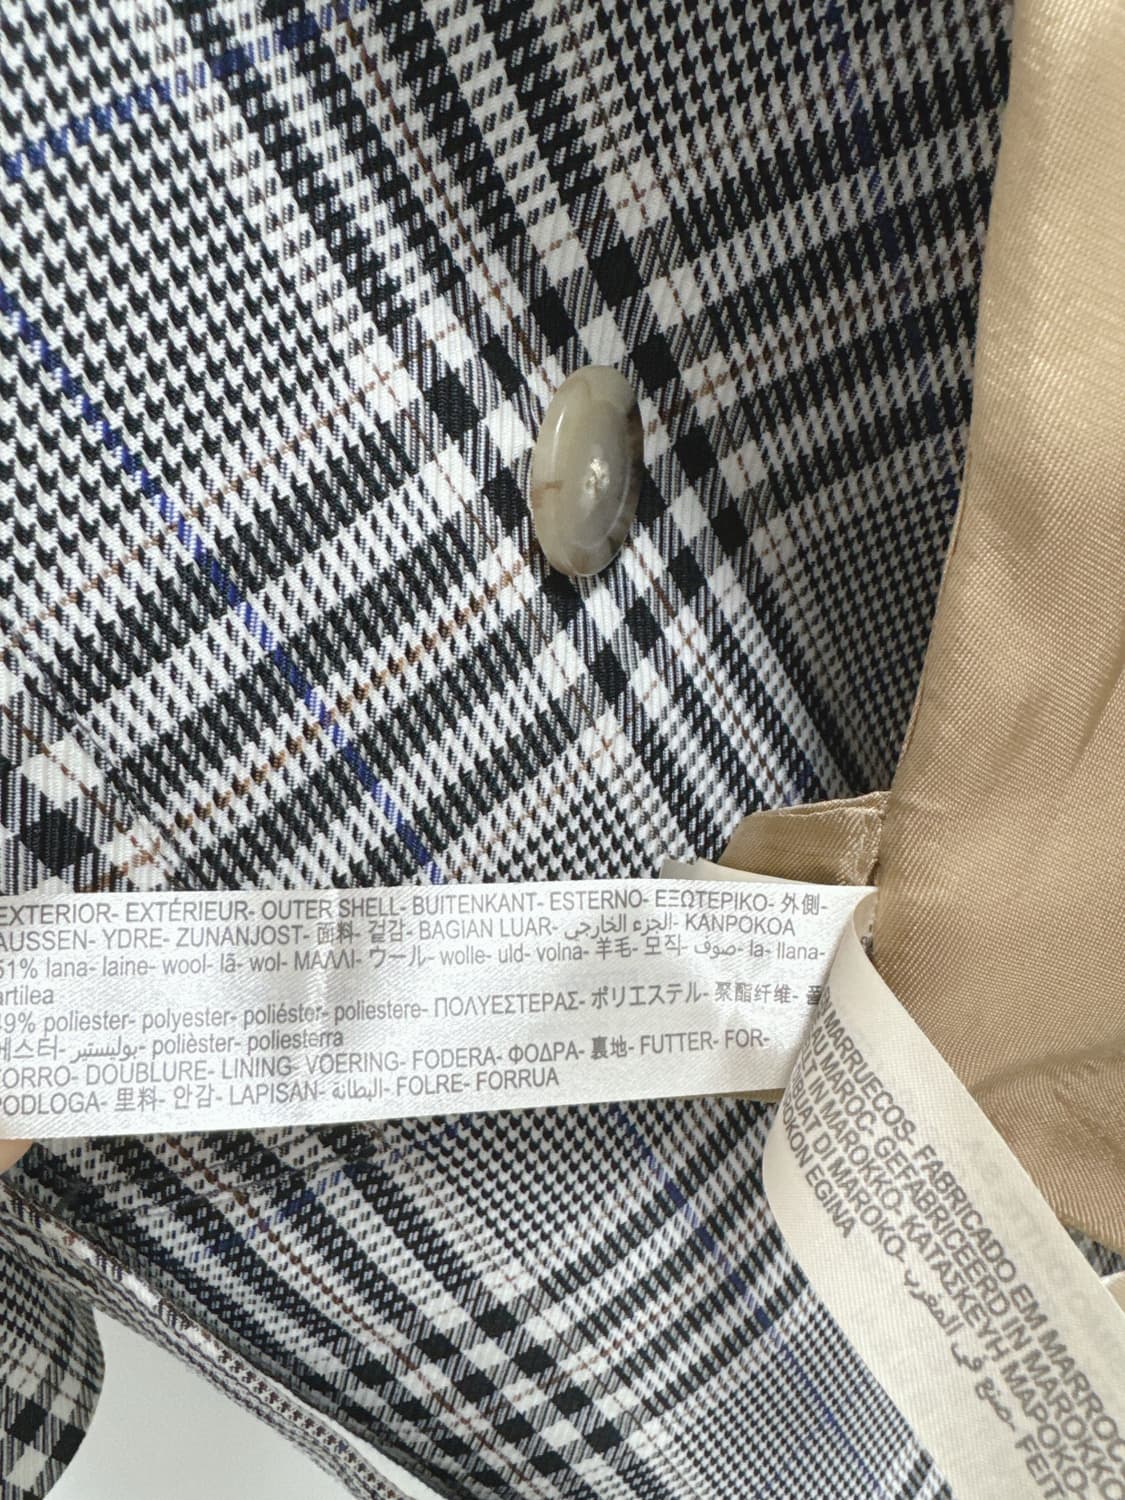 EXTERIOR- EXTÉRIEUR- OUTER SHELL- BUITENKANT- ESTERNO- ΕΞΩΤΕΡΙΚΟ- 外側-
AUSSEN- YDRE- ZUNANJOST- 面料- 겉감- BAGIAN LUAR- الجزء الخارجي- KANPOKOA
51% lana- laine- wool- lã- wol- ΜΑΛΛΙ- ウール- wolle- uld- volna- 羊毛- 모직- صوف- la- llana-
artilea
49% poliester- polyester- poliéster- poliestere- ΠΟΛΥΕΣΤΕΡΑΣ- ポリエステル- 聚酯纤维-
에스터- بوليستير- polièster- poliesterra
FORRO- DOUBLURE- LINING- VOERING- FODERA- ΦΟΔΡΑ- 裏地- FUTTER- FOR-
PODLOGA- 里料- 안감- LAPISAN- البطانة- FOLRE- FORRUA
MARRUECOS- FABRICADO EM MARROC
AU MAROC- GEFABRICEERD IN MAROKKO
IN MAROKKO- ΚΑΤΑΣΚΕΥΗ ΜΑΡΟΚΟ-
BUAT DI MAROKO- صنع في المغرب- FEIT
EGINA